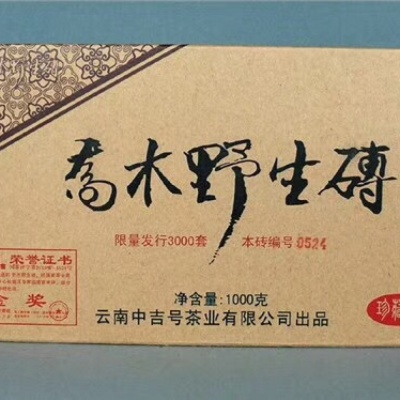 喬木野生磚
限量发行3000套 本砖编号0524
荣誉证书
金奖
净含量:1000克
云南中吉号茶业有限公司出品
珍藏